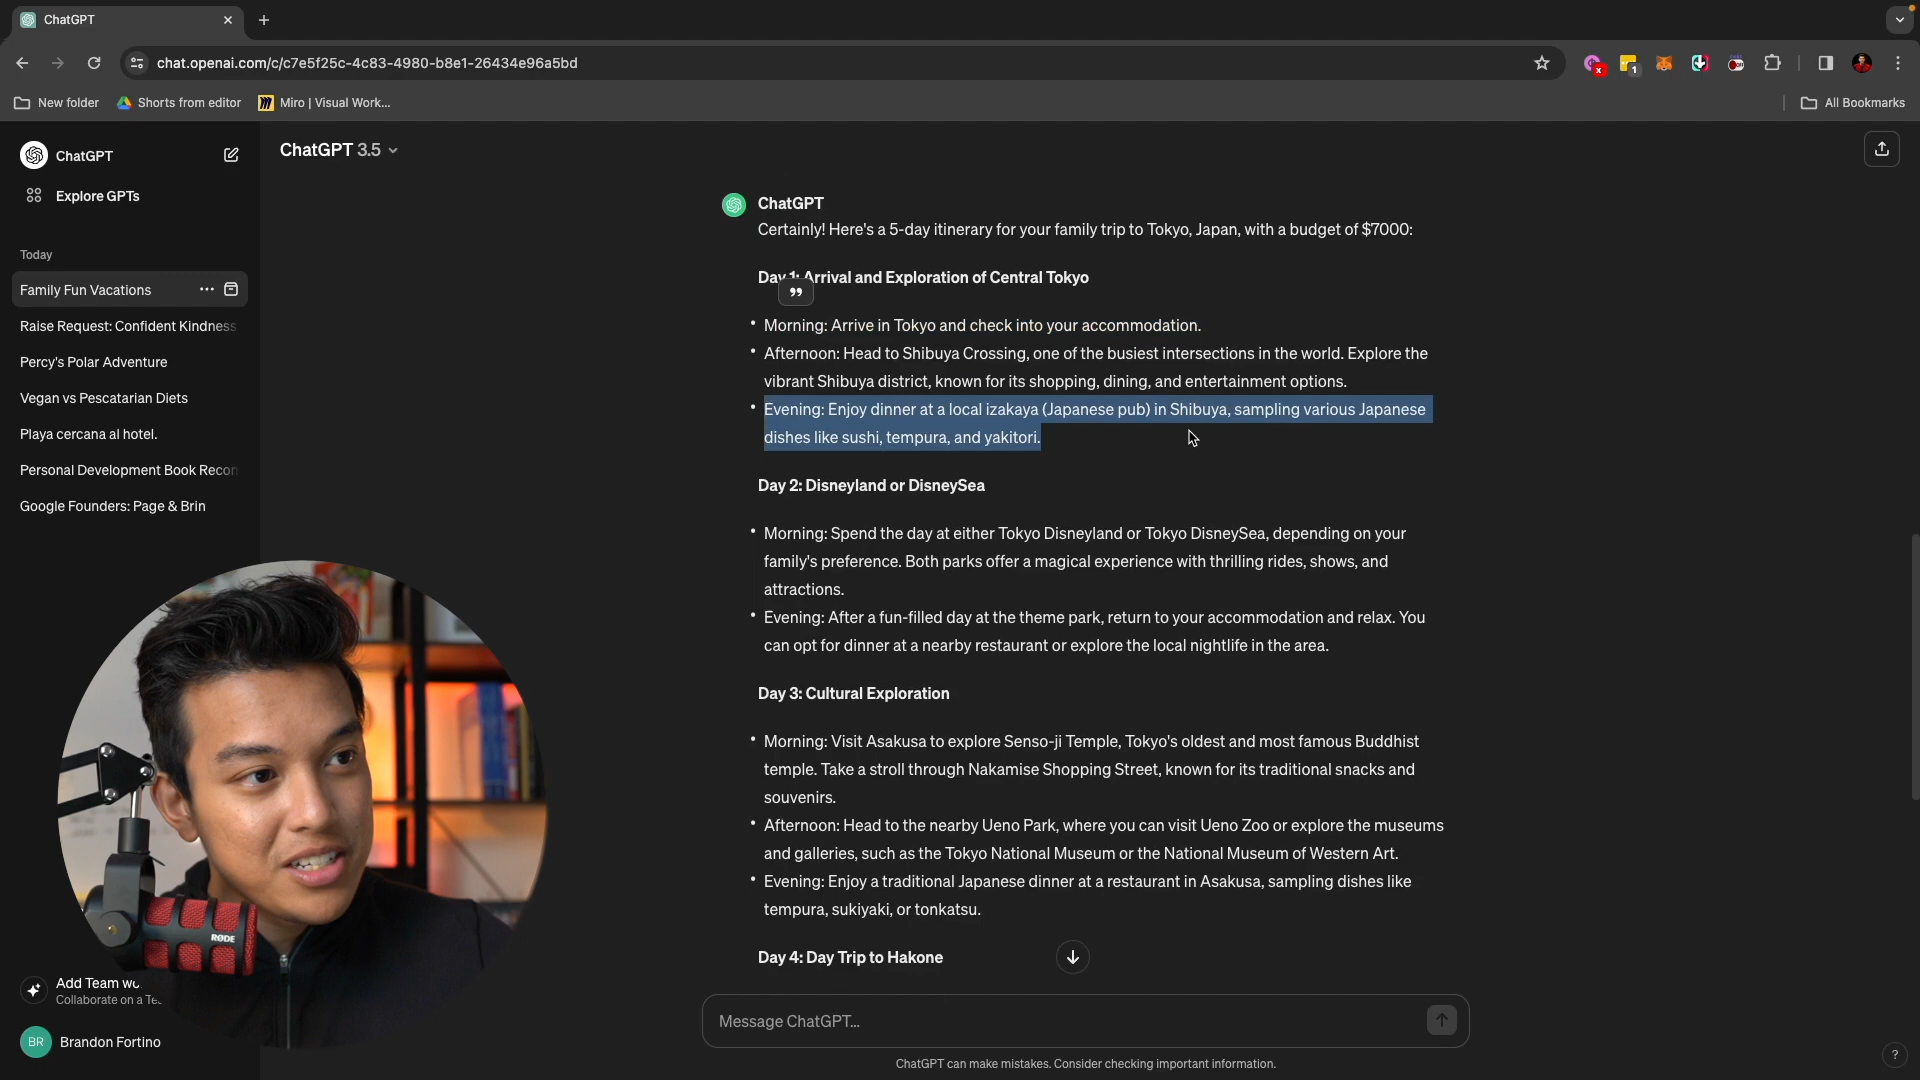 ChatGPT
chat.openai.com/c/c7e5f25c-4c83-4980-b8e1-26434e96a5bd
x
1
New folder
Shorts from editor
Miro | Visual Work...
All Bookmarks
ChatGPT
Explore GPTs
Today
Family Fun Vacations
Raise Request: Confident Kindness
Percy's Polar Adventure
Vegan vs Pescatarian Diets
Playa cercana al hotel.
Personal Development Book Recon
Google Founders: Page & Brin
RØDE
Add Team
Collaborate on a
BR
Brandon Fortino
ChatGPT 3.5
ChatGPT
Certainly! Here's a 5-day itinerary for your family trip to Tokyo, Japan, with a budget of $7000:
Day 1: Arrival and Exploration of Central Tokyo
• Morning: Arrive in Tokyo and check into your accommodation.
• Afternoon: Head to Shibuya Crossing, one of the busiest intersections in the world. Explore the
vibrant Shibuya district, known for its shopping, dining, and entertainment options.
• Evening: Enjoy dinner at a local izakaya (Japanese pub) in Shibuya, sampling various Japanese
dishes like sushi, tempura, and yakitori.
Day 2: Disneyland or DisneySea
• Morning: Spend the day at either Tokyo Disneyland or Tokyo DisneySea, depending on your
family's preference. Both parks offer a magical experience with thrilling rides, shows, and
attractions.
• Evening: After a fun-filled day at the theme park, return to your accommodation and relax. You
can opt for dinner at a nearby restaurant or explore the local nightlife in the area.
Day 3: Cultural Exploration
• Morning: Visit Asakusa to explore Senso-ji Temple, Tokyo's oldest and most famous Buddhist
temple. Take a stroll through Nakamise Shopping Street, known for its traditional snacks and
souvenirs.
• Afternoon: Head to the nearby Ueno Park, where you can visit Ueno Zoo or explore the museums
and galleries, such as the Tokyo National Museum or the National Museum of Western Art.
• Evening: Enjoy a traditional Japanese dinner at a restaurant in Asakusa, sampling dishes like
tempura, sukiyaki, or tonkatsu.
Day 4: Day Trip to Hakone
Message ChatGPT...
ChatGPT can make mistakes. Consider checking important information.
?